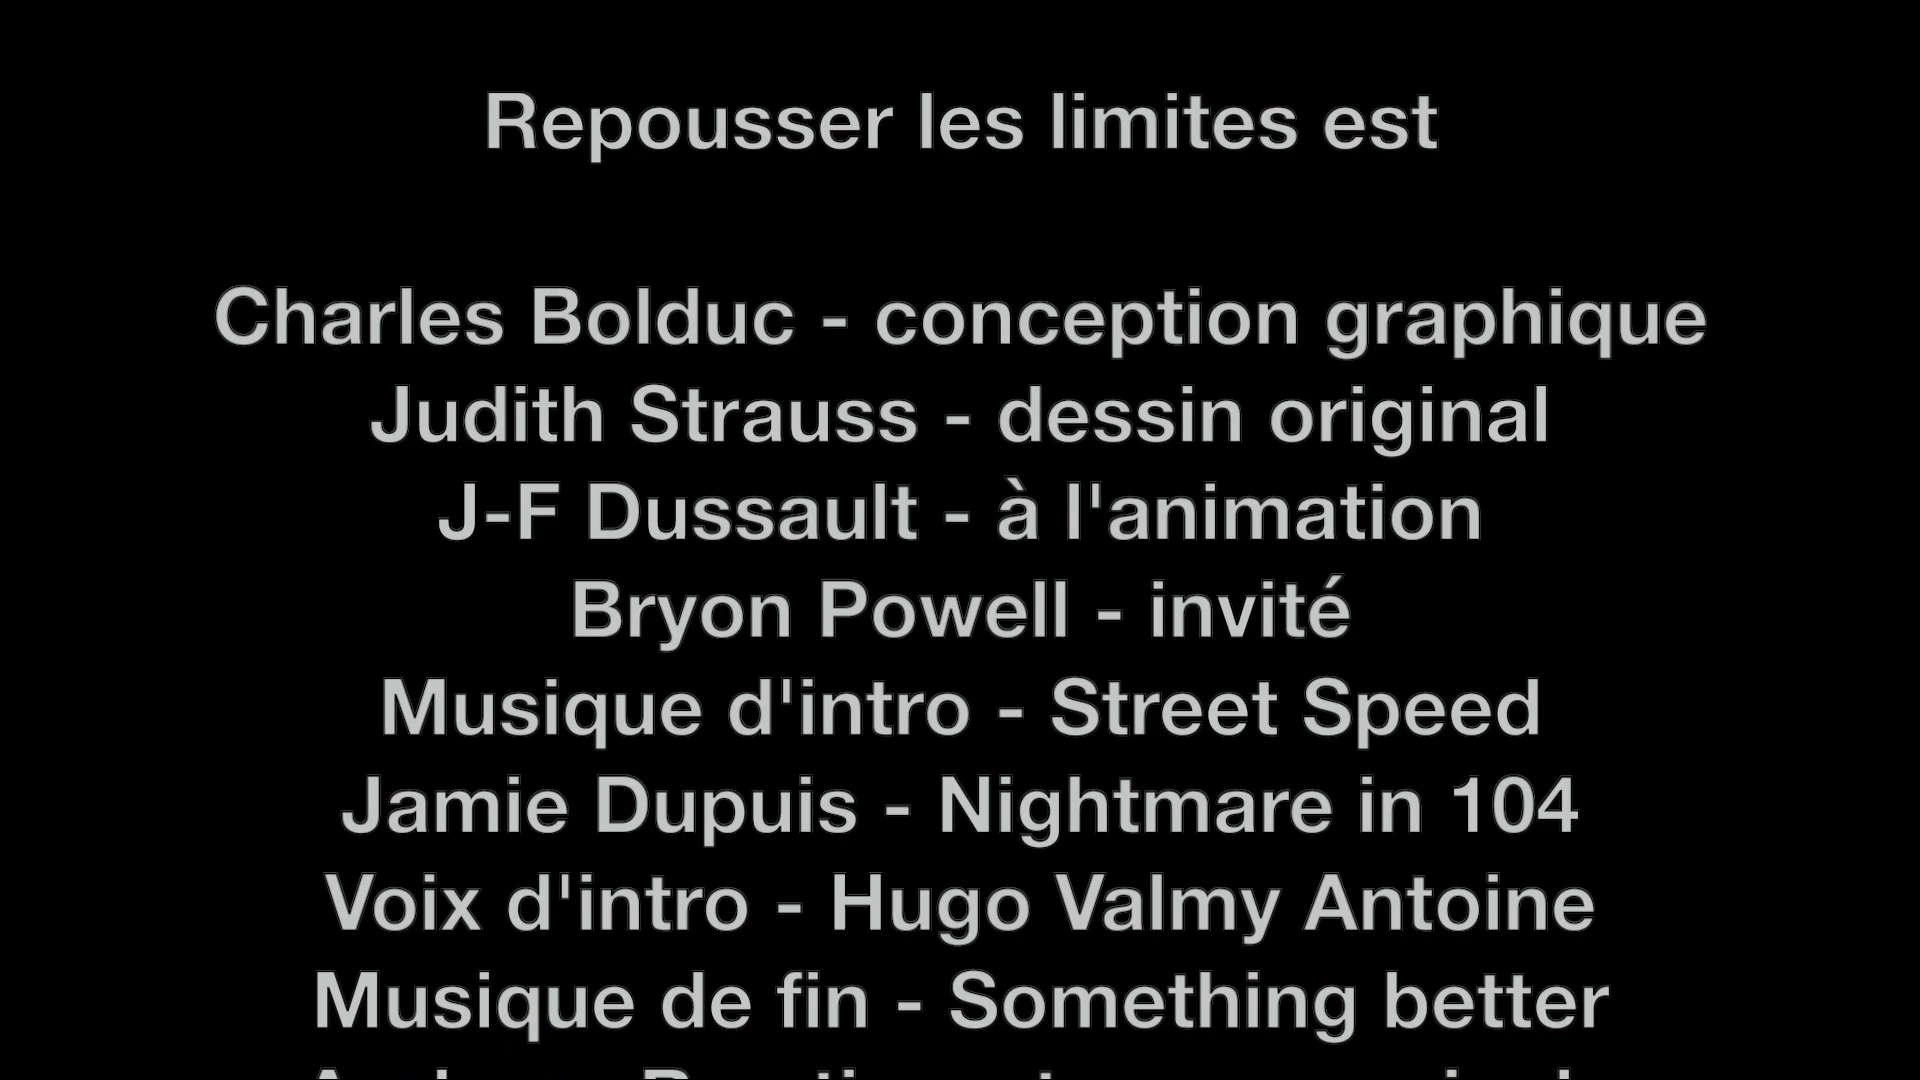 Repousser les limites est
Charles Bolduc - conception graphique
Judith Strauss - dessin original
J-F Dussault - à l'animation
Bryon Powell - invité
Musique d'intro - Street Speed
Jamie Dupuis - Nightmare in 104
Voix d'intro - Hugo Valmy Antoine
Musique de fin - Something better